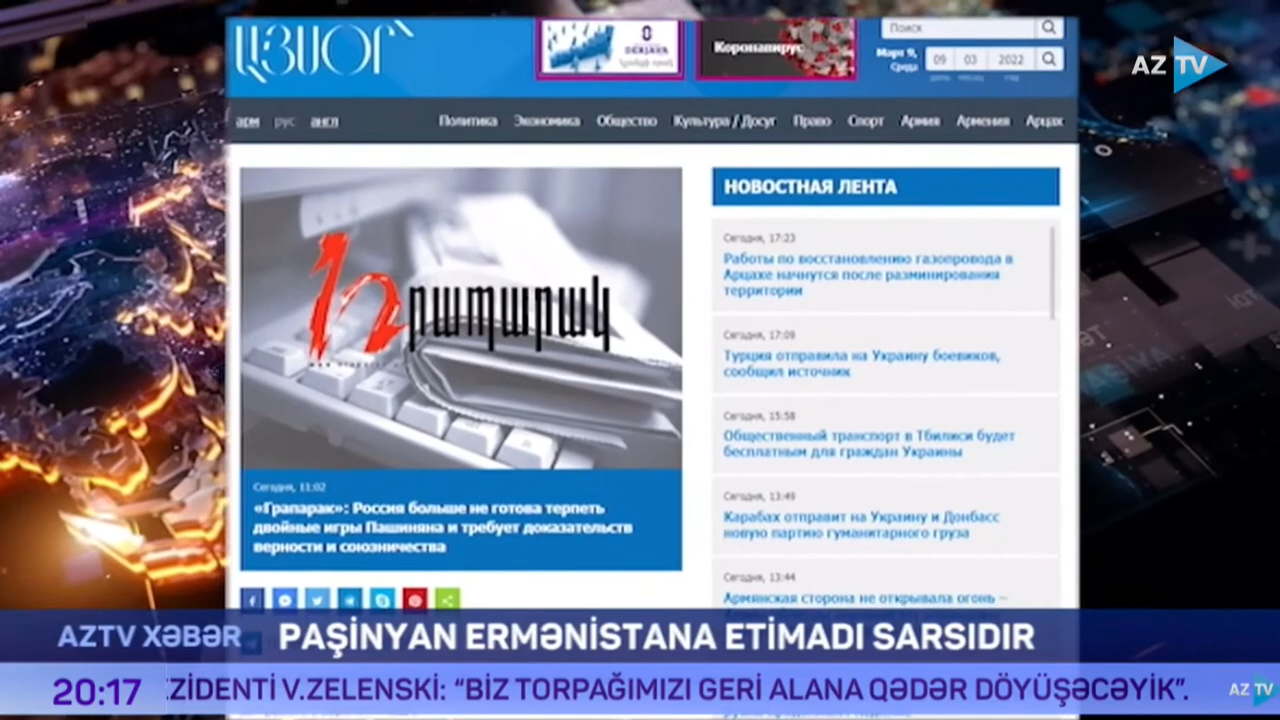 ԱՅՍՕՐ
DERJAVA
Коронавирус
Поиск
Март 9,
Среда
09 03 2022
AZ TV
арм рус англ
Политика Экономика Общество Культура / Досуг Право Спорт Армия Армения Арцах
Հրապարակ
Сегодня, 11:02
«Грапарак»: Россия больше не готова терпеть
двойные игры Пашиняна и требует доказательств
верности и союзничества
НОВОСТНАЯ ЛЕНТА
Сегодня, 17:23
Работы по восстановлению газопровода в
Арцахе начнутся после разминирования
территории
Сегодня, 17:09
Турция отправила на Украину боевиков,
сообщил источник
Сегодня, 15:58
Общественный транспорт в Тбилиси будет
бесплатным для граждан Украины
Сегодня, 13:49
Карабах отправит на Украину и Донбасс
новую партию гуманитарного груза
Сегодня, 13:44
Армянская сторона не открывала огонь –
AZTV XƏBƏR
PAŞİNYAN ERMƏNİSTANA ETİMADI SARSIDIR
20:17
ZİDENTİ V.ZELENSKİ: “BİZ TORPAĞIMIZI GERİ ALANA QƏDƏR DÖYÜŞƏCƏYİK”.
AZ TV